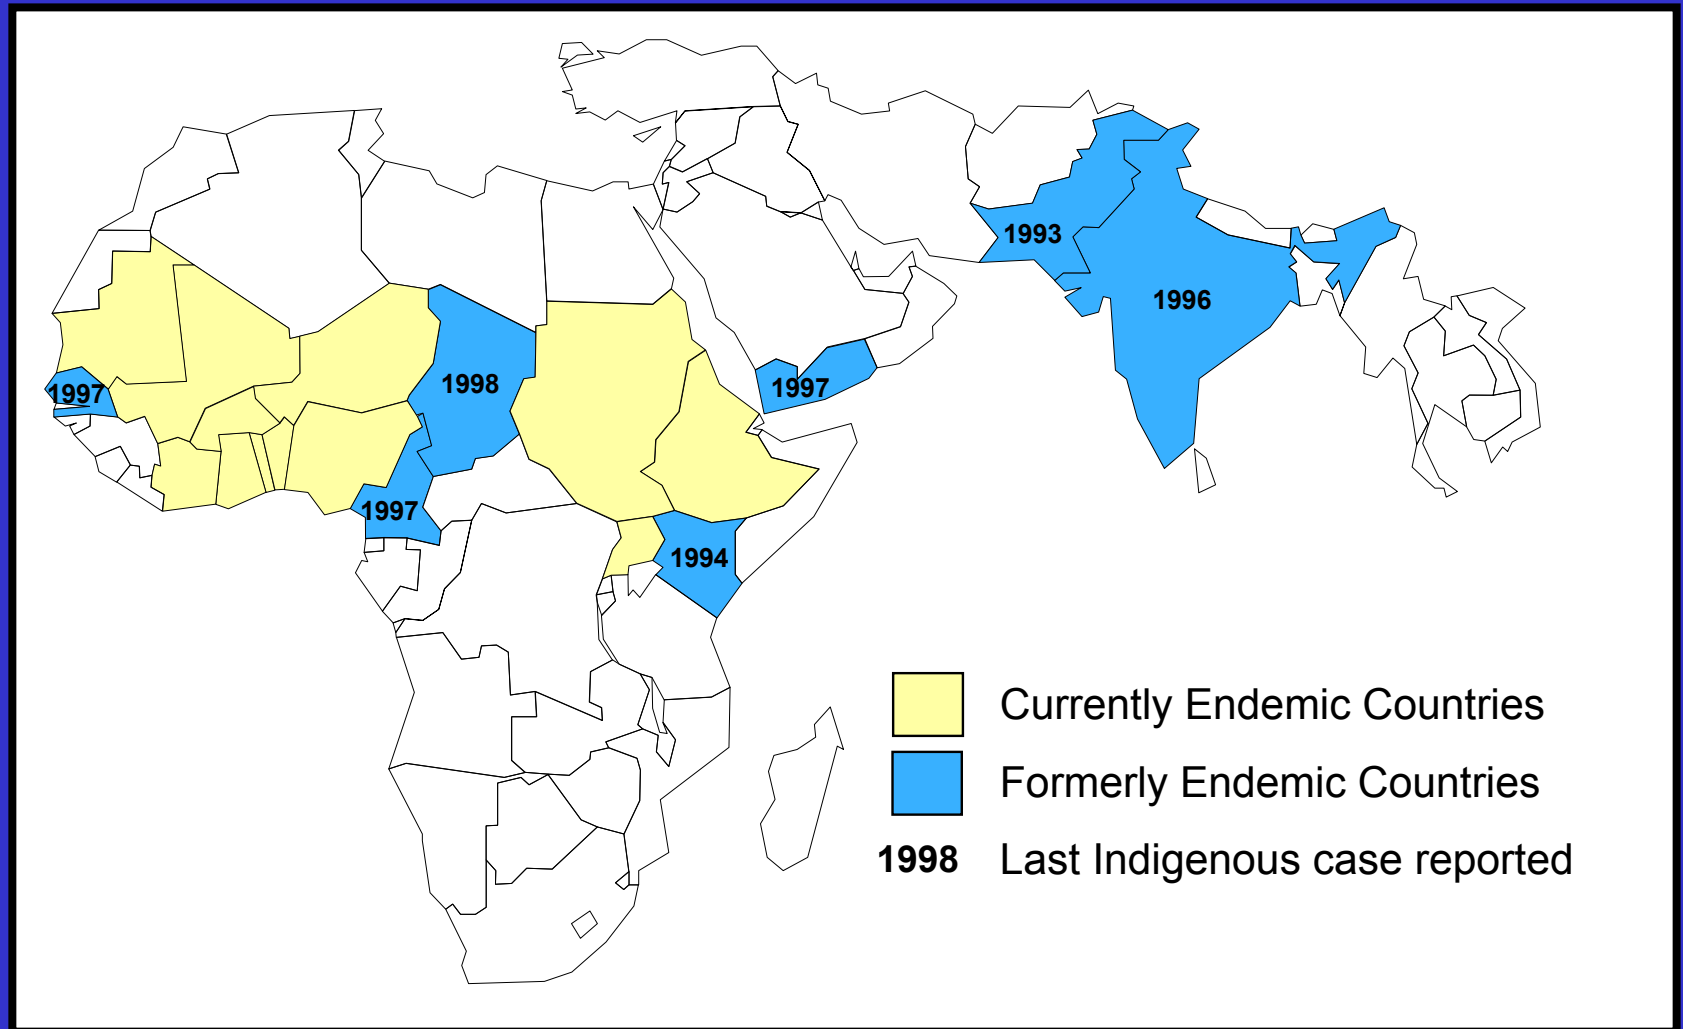 1993
1996
1997
1998
1997
1997
1994
Currently Endemic Countries
Formerly Endemic Countries
1998 Last Indigenous case reported